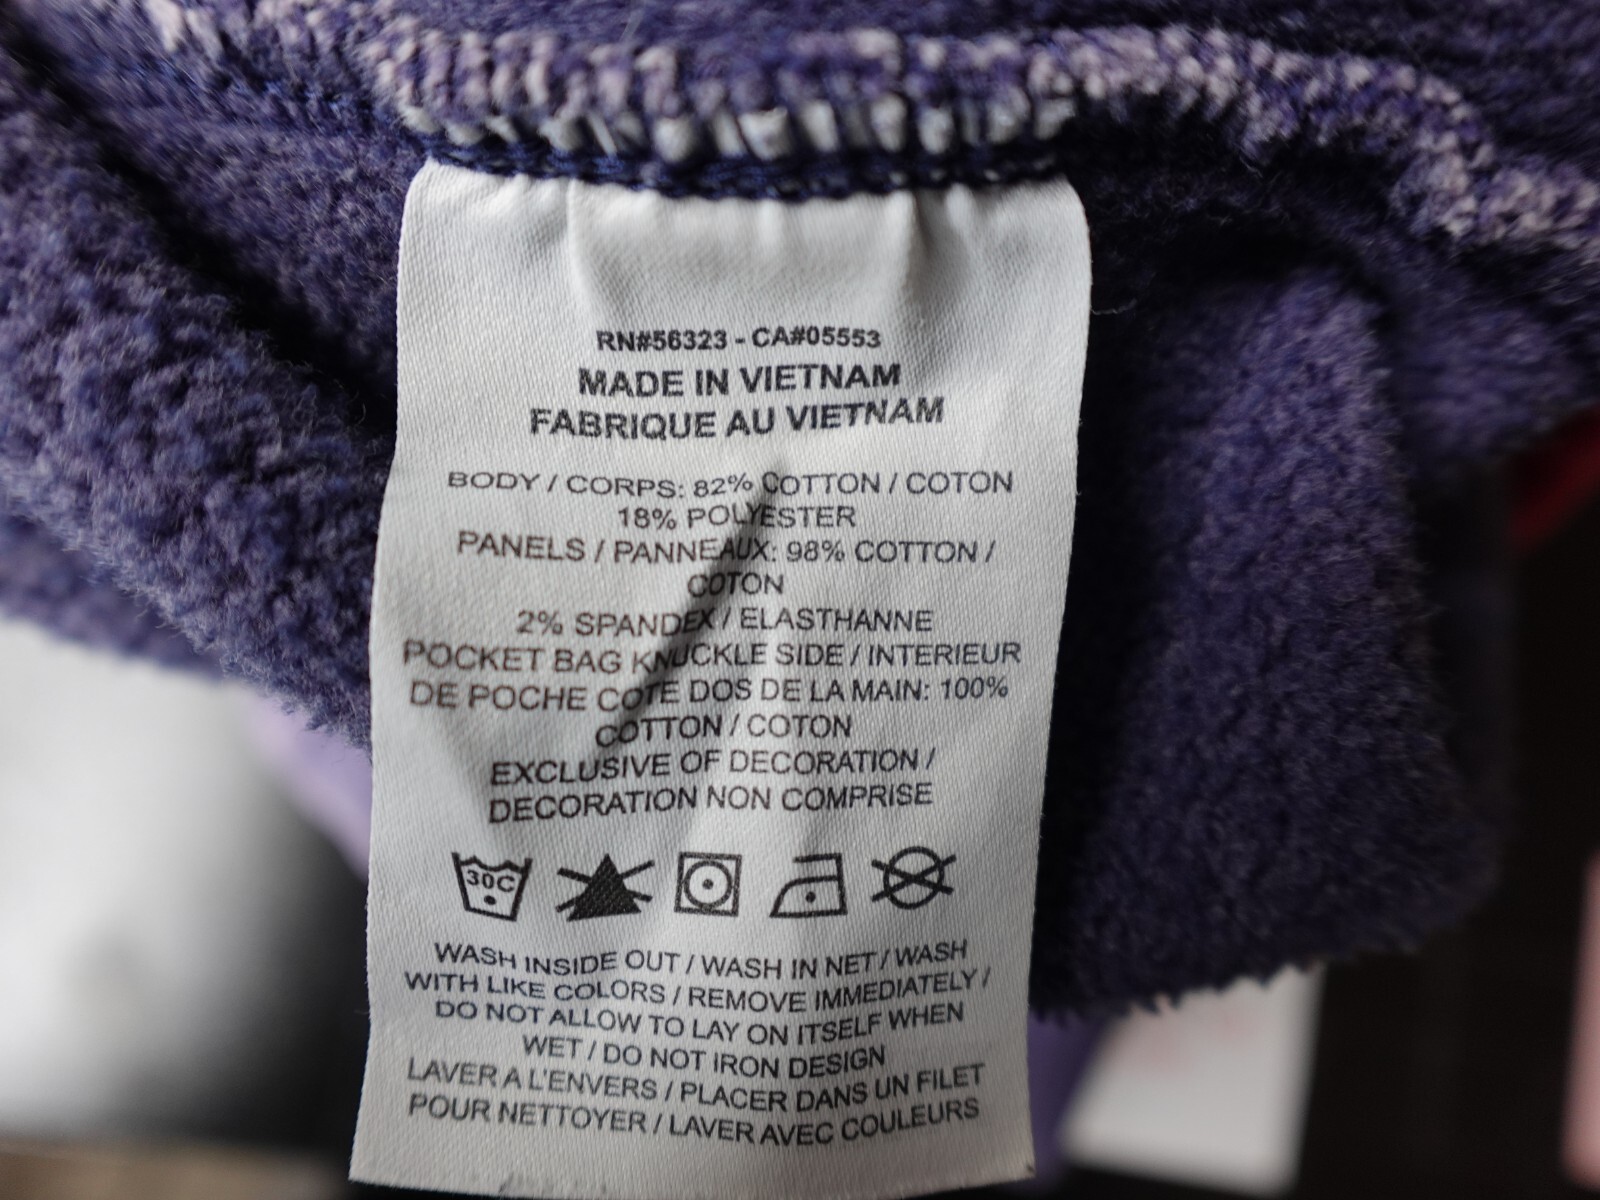 RN#56323 - CA#05553
MADE IN VIETNAM
FABRIQUE AU VIETNAM
BODY / CORPS: 82% COTTON / COTON
18% POLYESTER
PANELS / PANNEAUX: 98% COTTON /
COTON
2% SPANDEX / ELASTHANNE
POCKET BAG KNUCKLE SIDE / INTERIEUR
DE POCHE COTE DOS DE LA MAIN: 100%
COTTON / COTON
EXCLUSIVE OF DECORATION /
DECORATION NON COMPRISE
30C
WASH INSIDE OUT / WASH IN NET / WASH
WITH LIKE COLORS / REMOVE IMMEDIATELY /
DO NOT ALLOW TO LAY ON ITSELF WHEN
WET / DO NOT IRON DESIGN
LAVER A L'ENVERS / PLACER DANS UN FILET
POUR NETTOYER / LAVER AVEC COULEURS